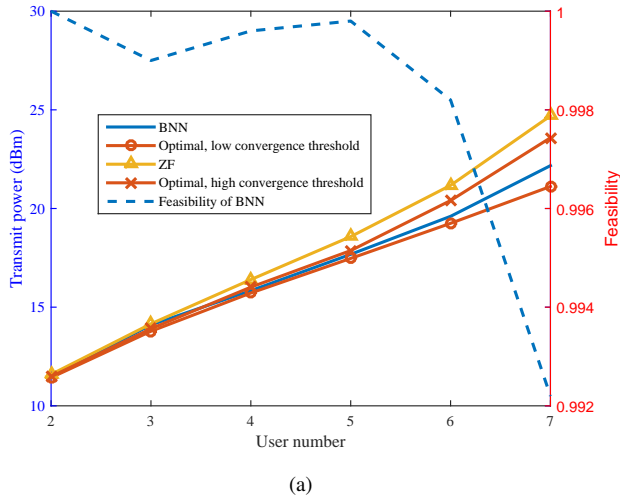 30
25
20
15
10
Transmit power (dBm)
BNN
Optimal, low convergence threshold
ZF
Optimal, high convergence threshold
Feasibility of BNN
1
0.998
0.996
0.994
0.992
Feasibility
2 3 4 5 6 7
User number
(a)